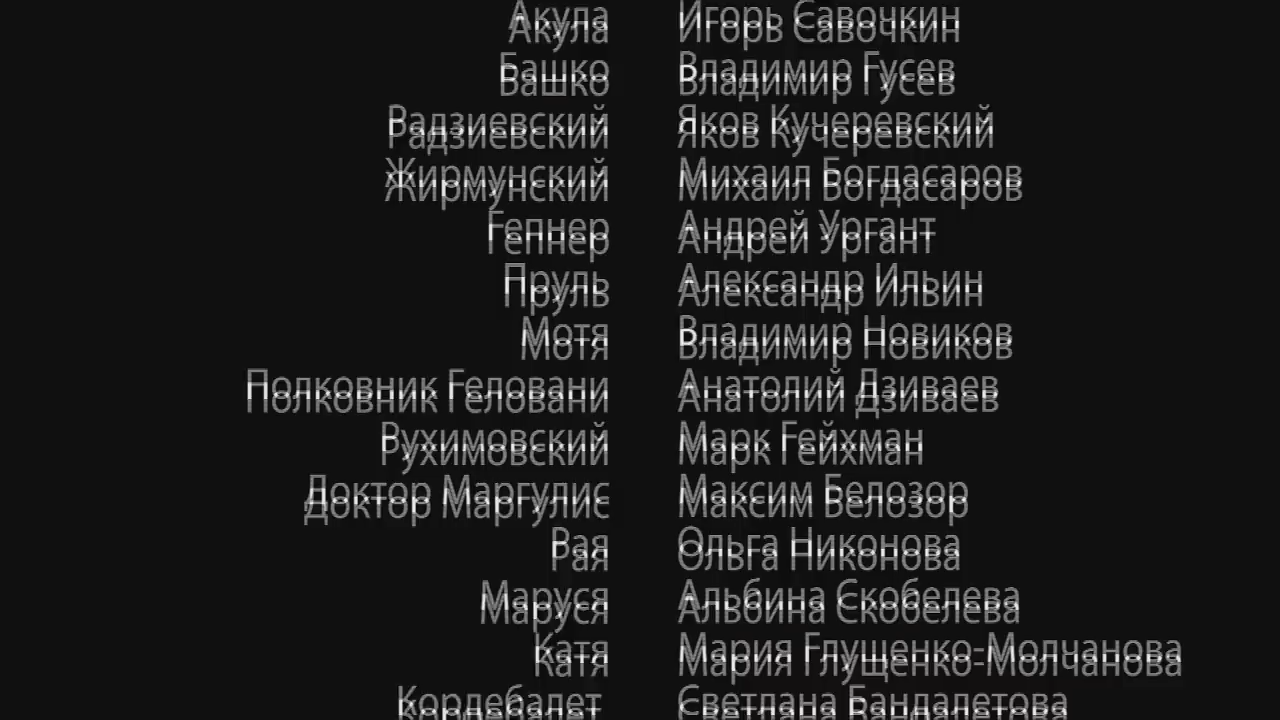 Акула Игорь Савочкин
Башко Владимир Гусев
Радзиевский Яков Кучеревский
Жирмунский Михаил Богдасаров
Гепнер Андрей Ургант
Пруль Александр Ильин
Мотя Владимир Новиков
Полковник Геловани Анатолий Дзиваев
Рухимовский Марк Гейхман
Доктор Маргулис Максим Белозор
Рая Ольга Никонова
Маруся Альбина Скобелева
Катя Мария Глущенко-Молчанова
Кордебалет Светлана Бандалетова